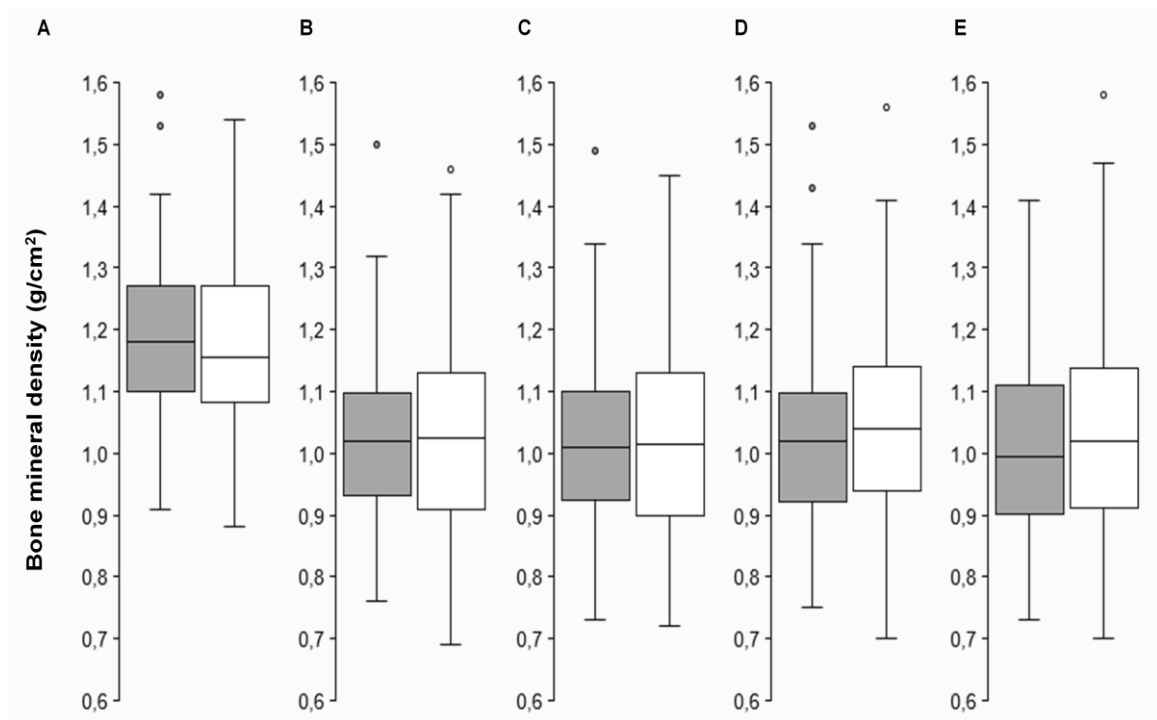 A B C D E
Bone mineral density (g/cm²)
1,6 1,6 1,6 1,6 1,6
1,5 1,5 1,5 1,5 1,5
1,4 1,4 1,4 1,4 1,4
1,3 1,3 1,3 1,3 1,3
1,2 1,2 1,2 1,2 1,2
1,1 1,1 1,1 1,1 1,1
1,0 1,0 1,0 1,0 1,0
0,9 0,9 0,9 0,9 0,9
0,8 0,8 0,8 0,8 0,8
0,7 0,7 0,7 0,7 0,7
0,6 0,6 0,6 0,6 0,6